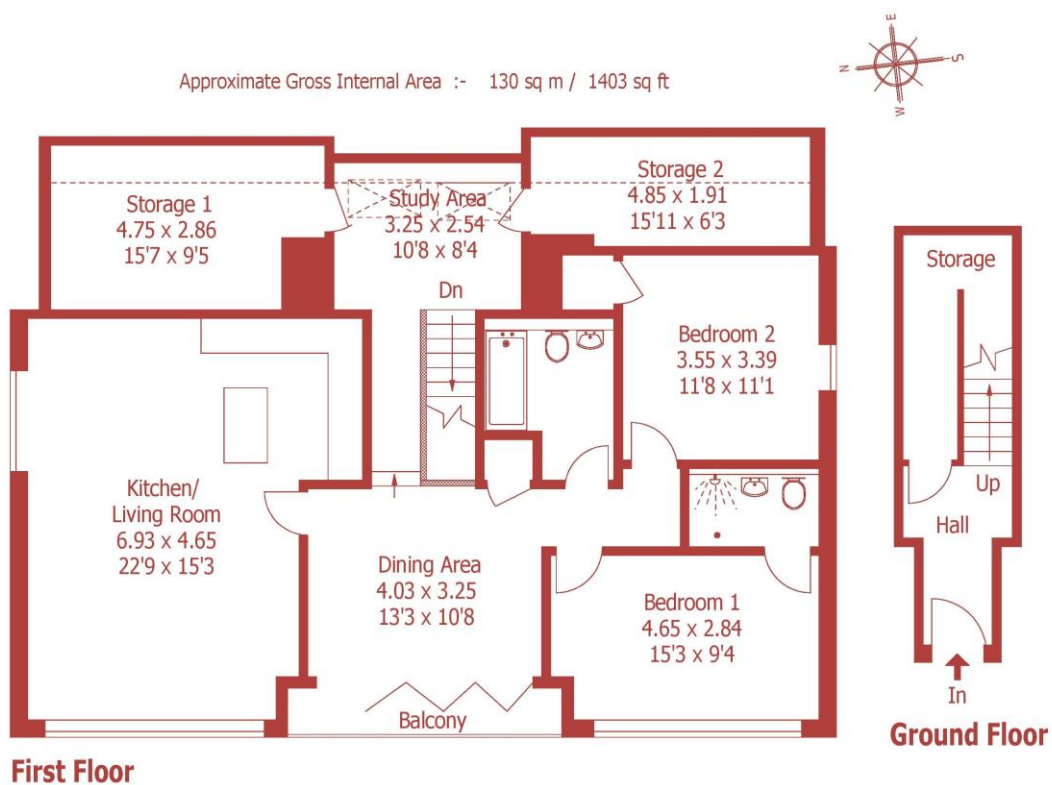 Approximate Gross Internal Area :- 130 sq m / 1403 sq ft
E
N
S
W
Storage 1
4.75 x 2.86
15'7 x 9'5
Study Area
3.25 x 2.54
10'8 x 8'4
Storage 2
4.85 x 1.91
15'11 x 6'3
Dn
Bedroom 2
3.55 x 3.39
11'8 x 11'1
Kitchen/
Living Room
6.93 x 4.65
22'9 x 15'3
Dining Area
4.03 x 3.25
13'3 x 10'8
Bedroom 1
4.65 x 2.84
15'3 x 9'4
Balcony
First Floor
Storage
Up
Hall
In
Ground Floor